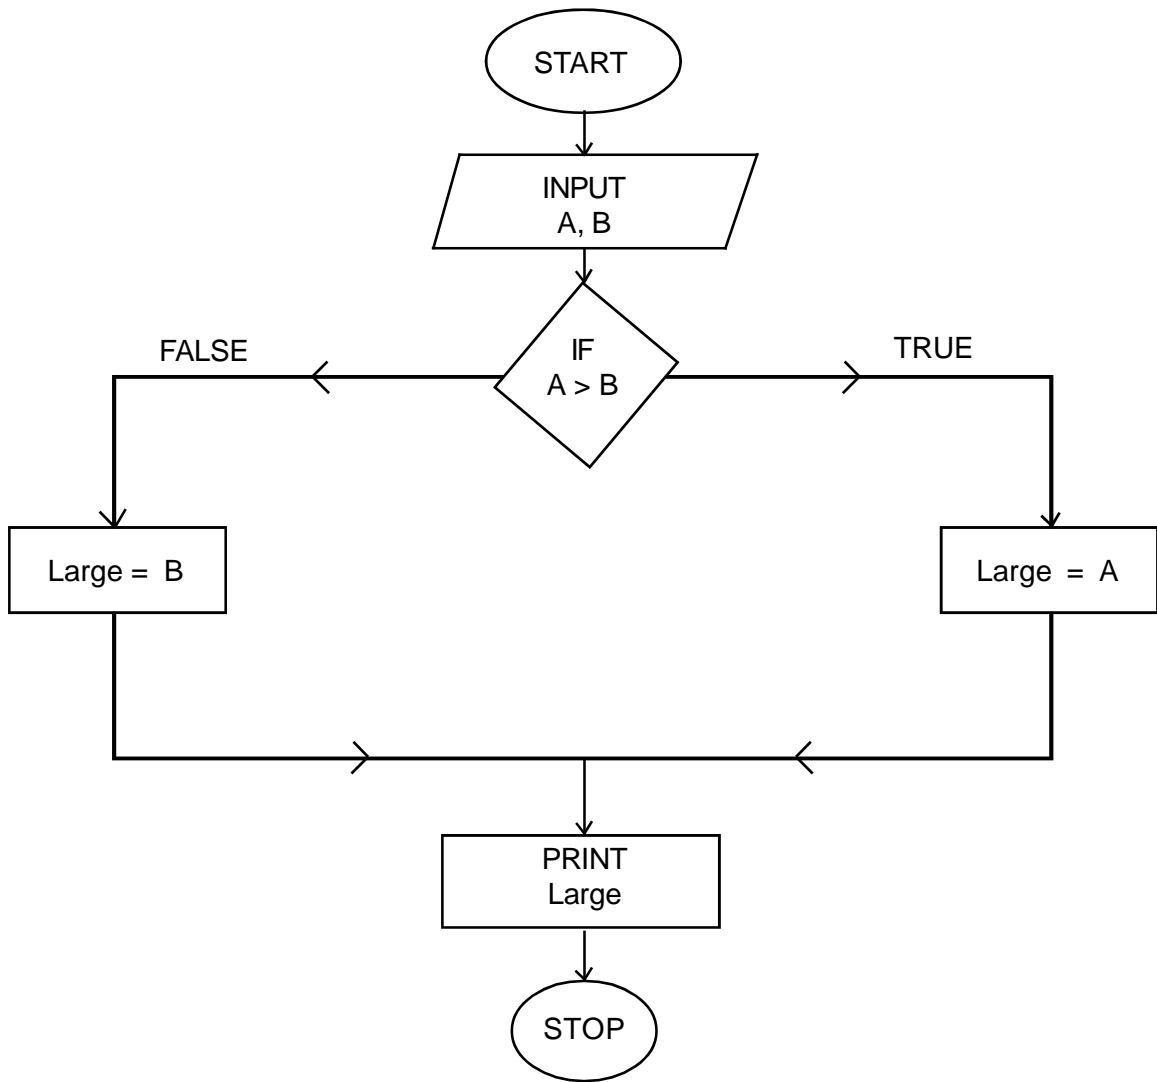 START
INPUT
A, B
IF
A > B
FALSE
TRUE
Large = B
Large = A
PRINT
Large
STOP